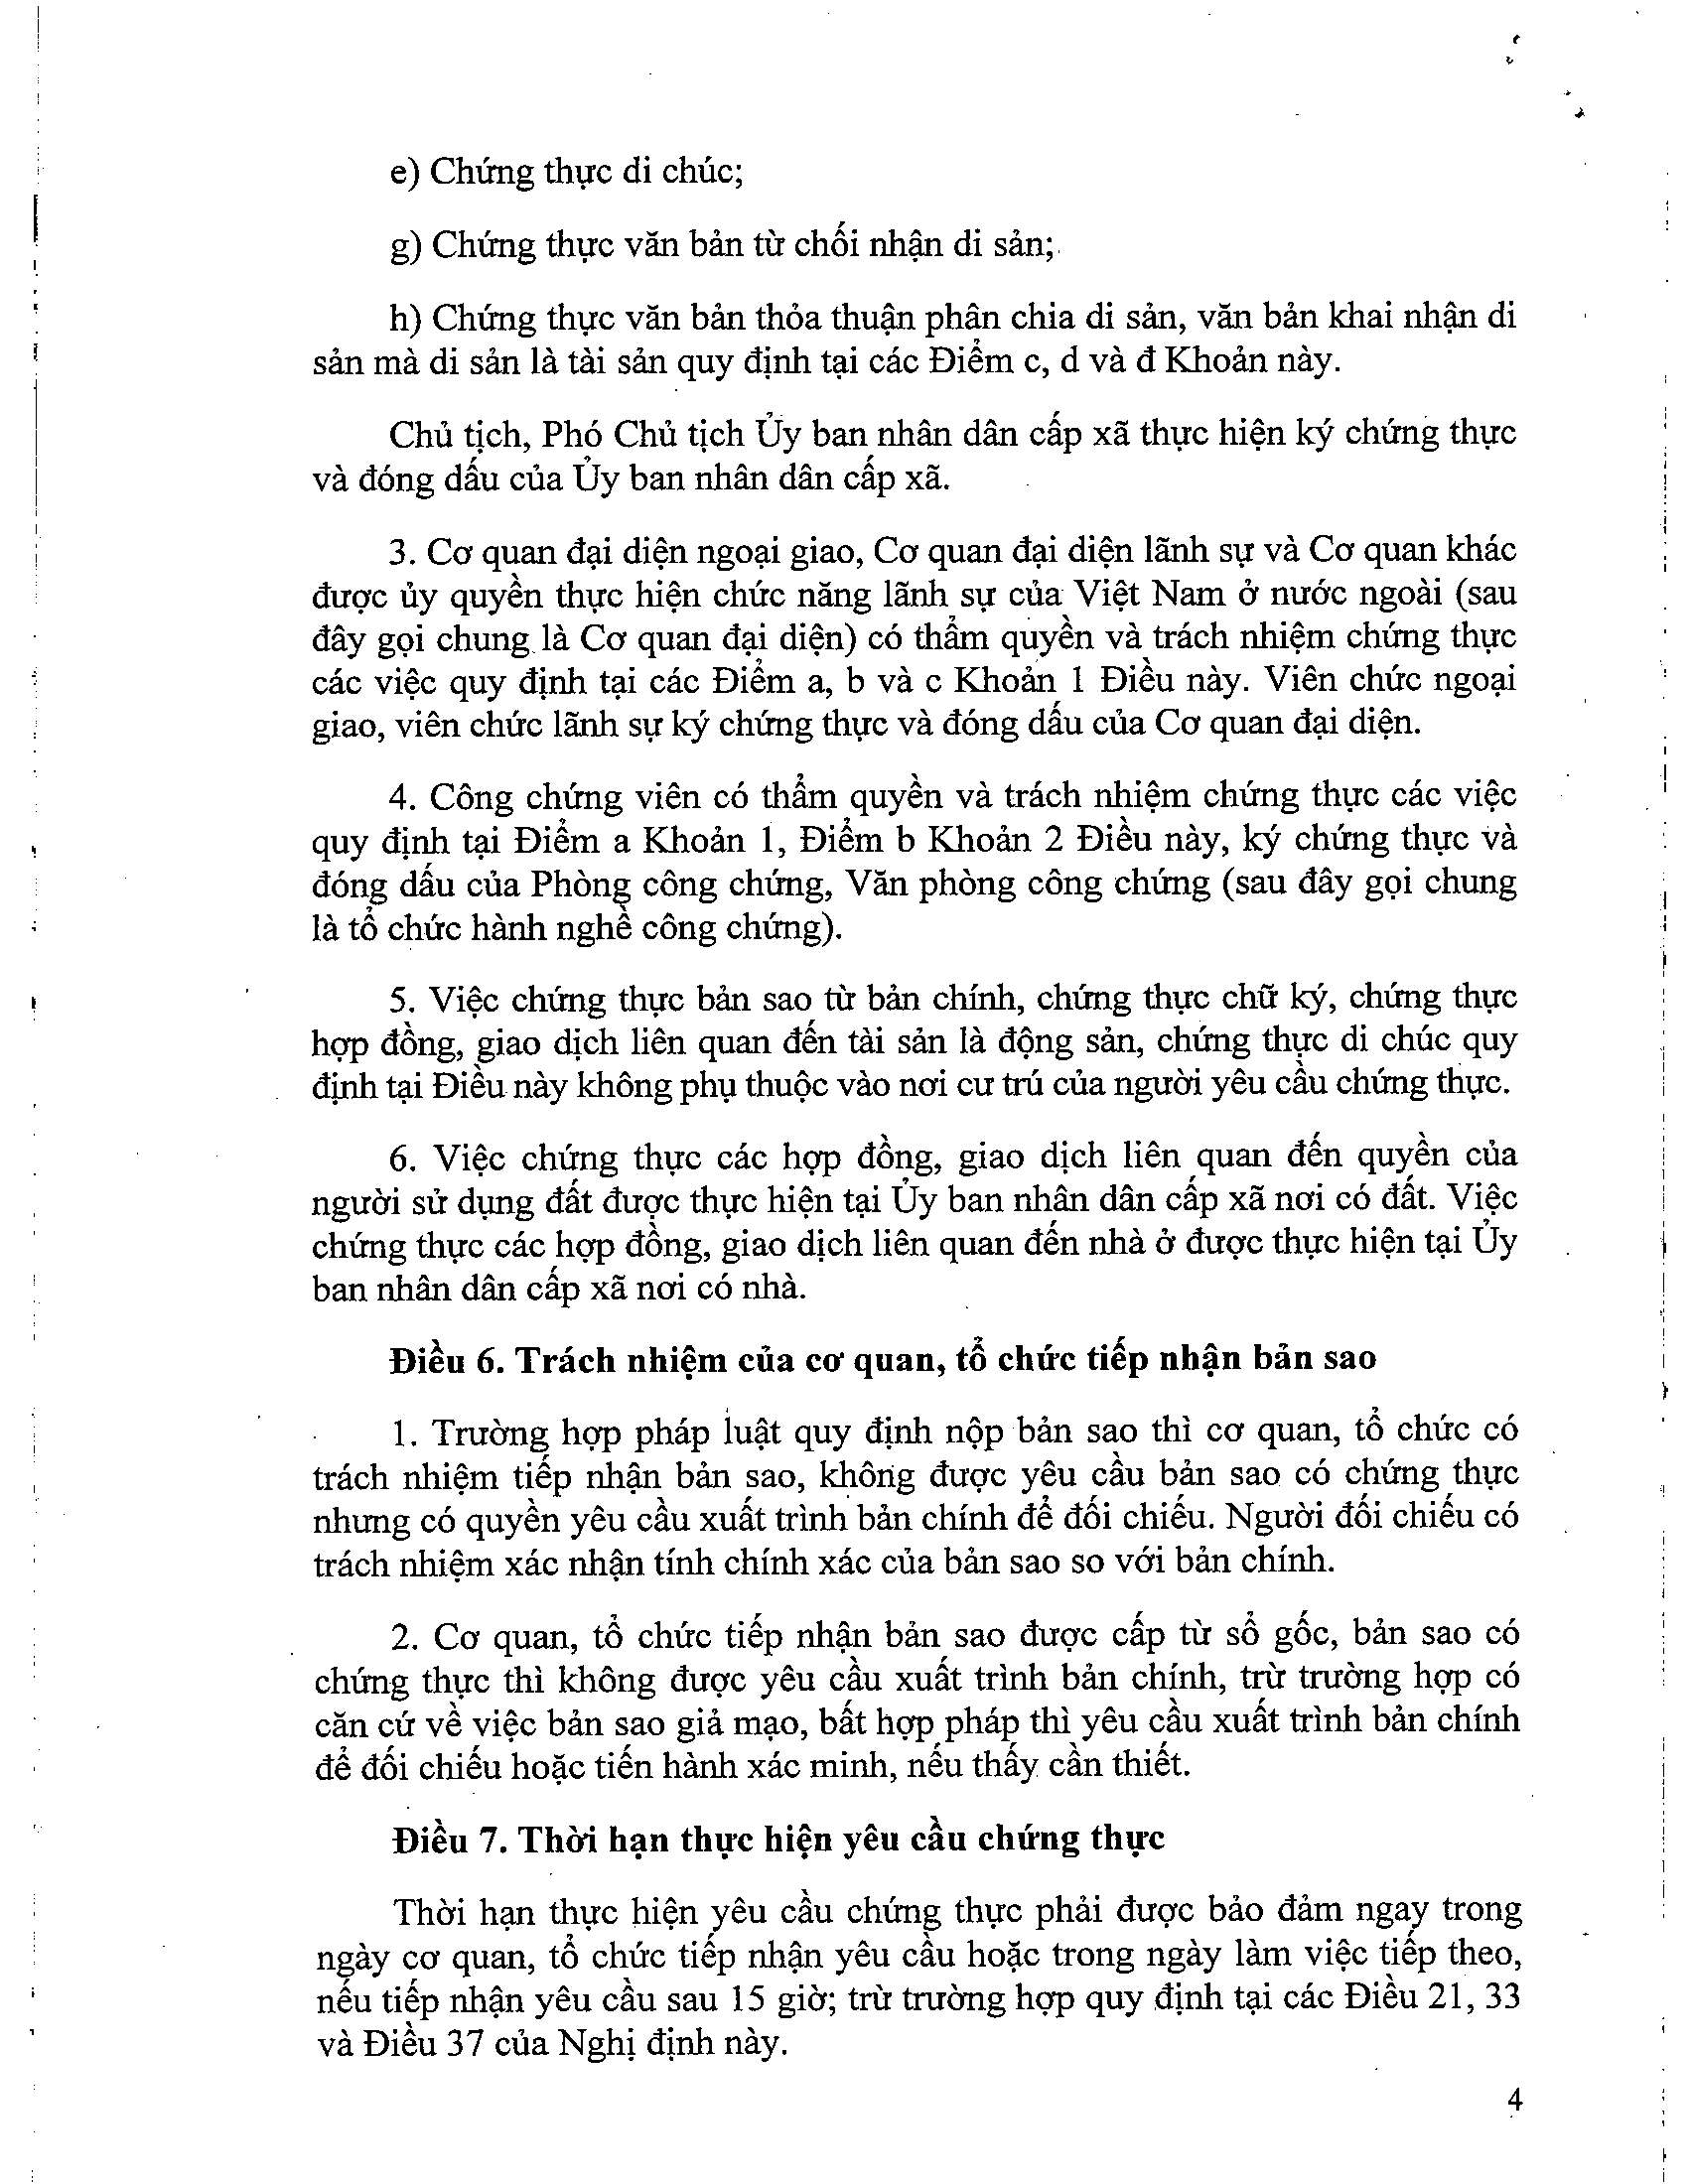 e) Chứng thực di chúc;
g) Chứng thực văn bản từ chối nhận di sản;
h) Chứng thực văn bản thỏa thuận phân chia di sản, văn bản khai nhận di
sản mà di sản là tài sản quy định tại các Điểm c, d và đ Khoản này.
Chủ tịch, Phó Chủ tịch Ủy ban nhân dân cấp xã thực hiện ký chứng thực
và đóng dấu của Ủy ban nhân dân cấp xã.
3. Cơ quan đại diện ngoại giao, Cơ quan đại diện lãnh sự và Cơ quan khác
được ủy quyền thực hiện chức năng lãnh sự của Việt Nam ở nước ngoài (sau
đây gọi chung là Cơ quan đại diện) có thẩm quyền và trách nhiệm chứng thực
các việc quy định tại các Điểm a, b và c Khoản 1 Điều này. Viên chức ngoại
giao, viên chức lãnh sự ký chứng thực và đóng dấu của Cơ quan đại diện.
4. Công chứng viên có thẩm quyền và trách nhiệm chứng thực các việc
quy định tại Điểm a Khoản 1, Điểm b Khoản 2 Điều này, ký chứng thực và
đóng dấu của Phòng công chứng, Văn phòng công chứng (sau đây gọi chung
là tổ chức hành nghề công chứng).
5. Việc chứng thực bản sao từ bản chính, chứng thực chữ ký, chứng thực
hợp đồng, giao dịch liên quan đến tài sản là động sản, chứng thực di chúc quy
định tại Điều này không phụ thuộc vào nơi cư trú của người yêu cầu chứng thực.
6. Việc chứng thực các hợp đồng, giao dịch liên quan đến quyền của
người sử dụng đất được thực hiện tại Ủy ban nhân dân cấp xã nơi có đất. Việc
chứng thực các hợp đồng, giao dịch liên quan đến nhà ở được thực hiện tại Ủy
ban nhân dân cấp xã nơi có nhà.
Điều 6. Trách nhiệm của cơ quan, tổ chức tiếp nhận bản sao
1. Trường hợp pháp luật quy định nộp bản sao thì cơ quan, tổ chức có
trách nhiệm tiếp nhận bản sao, không được yêu cầu bản sao có chứng thực
nhưng có quyền yêu cầu xuất trình bản chính để đối chiếu. Người đối chiếu có
trách nhiệm xác nhận tính chính xác của bản sao so với bản chính.
2. Cơ quan, tổ chức tiếp nhận bản sao được cấp từ sổ gốc, bản sao có
chứng thực thì không được yêu cầu xuất trình bản chính, trừ trường hợp có
căn cứ về việc bản sao giả mạo, bất hợp pháp thì yêu cầu xuất trình bản chính
để đối chiếu hoặc tiến hành xác minh, nếu thấy cần thiết.
Điều 7. Thời hạn thực hiện yêu cầu chứng thực
Thời hạn thực hiện yêu cầu chứng thực phải được bảo đảm ngay trong
ngày cơ quan, tổ chức tiếp nhận yêu cầu hoặc trong ngày làm việc tiếp theo,
nếu tiếp nhận yêu cầu sau 15 giờ; trừ trường hợp quy định tại các Điều 21, 33
và Điều 37 của Nghị định này.
4